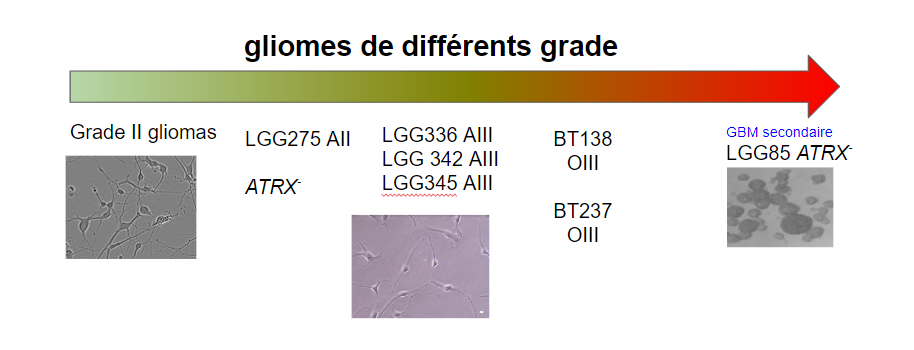 gliomes de différents grade
Grade II gliomas
LGG275 AII
ATRX-
LGG336 AIII
LGG 342 AIII
LGG345 AIII
BT138
OIII
BT237
OIII
GBM secondaire
LGG85 ATRX-